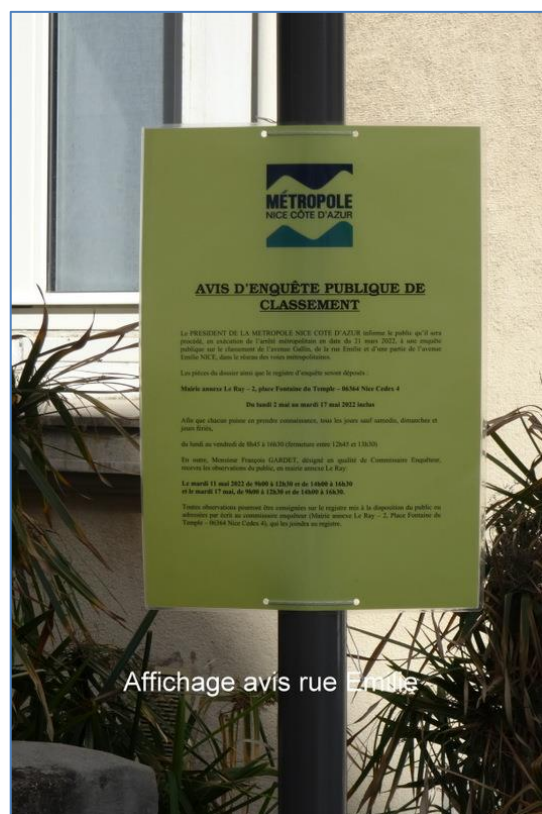 MÉTROPOLE
NICE CÔTE D'AZUR
AVIS D'ENQUÊTE PUBLIQUE DE
CLASSEMENT
Le PRESIDENT DE LA METROPOLE NICE COTE D'AZUR informe le public qu'il sera
procédé, en exécution de l'arrêté métropolitain en date du 21 mars 2022, à une enquête
publique sur le classement de l'avenue Gallin, de la rue Emilie et d'une partie de l'avenue
Emilie NICE, dans le réseau des voies métropolitaines.
Les pièces du dossier ainsi que le registre d'enquête seront déposés :
Mairie annexe Le Ray – 2, place Fontaine du Temple – 06364 Nice Cedex 4
Du lundi 2 mai au mardi 17 mai 2022 inclus
Afin que chacun puisse en prendre connaissance, tous les jours sauf samedis, dimanches et
jours fériés,
du lundi au vendredi de 8h45 à 16h30 (fermeture entre 12h45 et 13h30)
En outre, Monsieur François GARDET, désigné en qualité de Commissaire Enquêteur,
recevra les observations du public, en mairie annexe Le Ray
Le mardi 11 mai 2022 de 9h00 à 12h30 et de 14h00 à 16h30
et le mardi 17 mai, de 9h00 à 12h30 et de 14h00 à 16h30.
Toutes observations pourront être consignées sur le registre mis à la disposition du public ou
adressées par écrit au commissaire enquêteur (Mairie annexe Le Ray – 2, Place Fontaine du
Temple – 06364 Nice Cedex 4), qui les joindra au registre.
Affichage avis rue Emilie